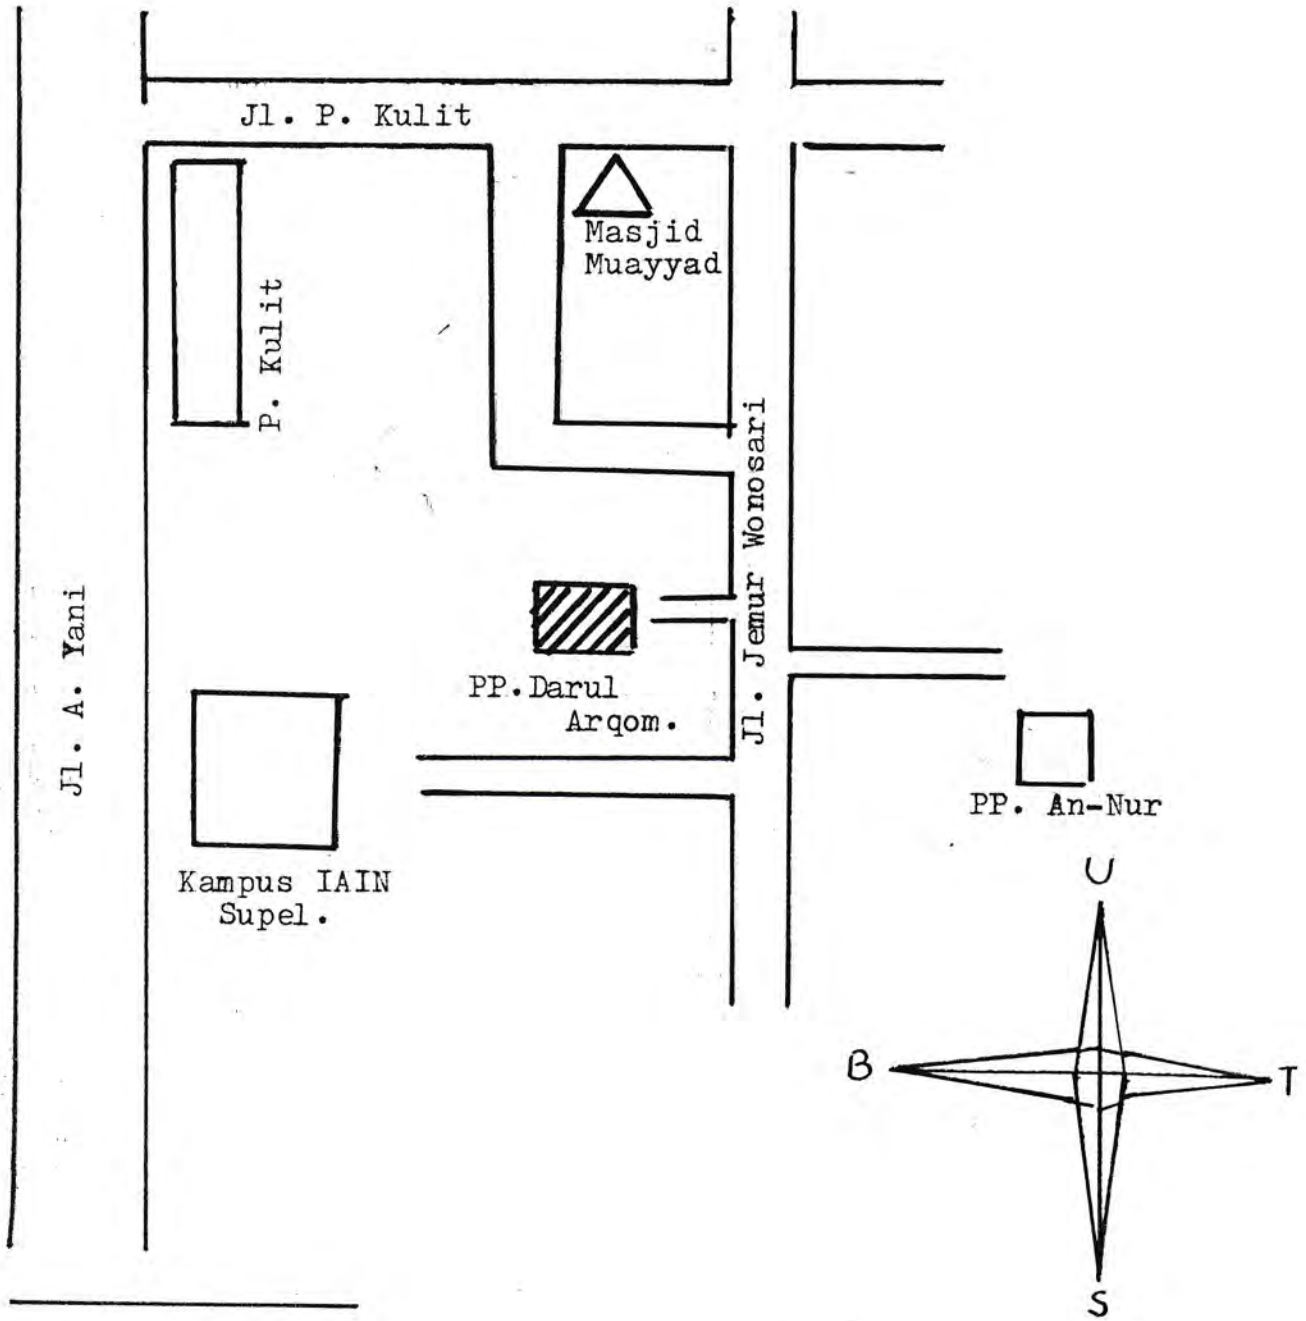 Jl. P. Kulit
Masjid
Muayyad
P. Kulit
Jl. Jemur Wonosari
Jl. A. Yani
PP.Darul
Arqom.
PP. An-Nur
Kampus IAIN
Supel.
U
B
T
S